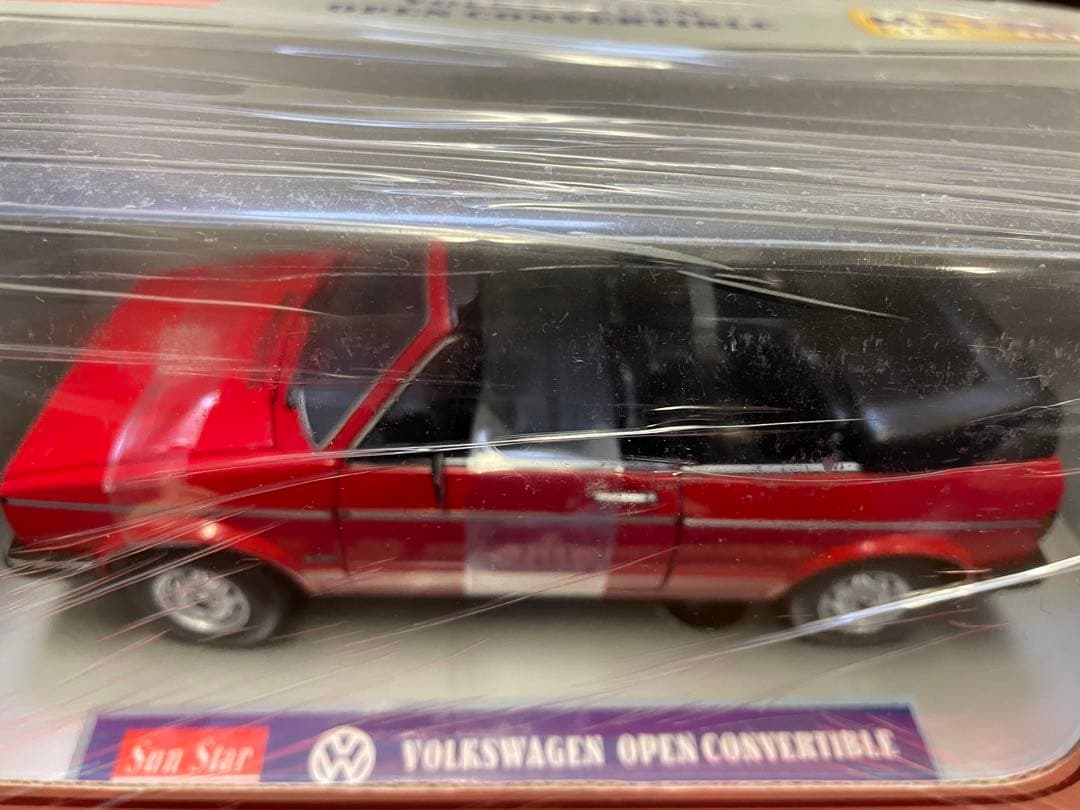 OPEN CONVERTIBLE
Sun Star
VOLKSWAGEN OPEN CONVERTIBLE